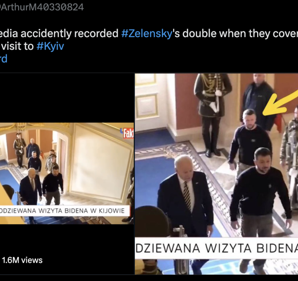 ArthurM40330824
edia accidently recorded #Zelensky's double when they cover
visit to #Kyiv
rd
Fakt
DZIEWANA WIZYTA BIDENA W KIJOWIE
DZIEWANA WIZYTA BIDENA
1.6M views